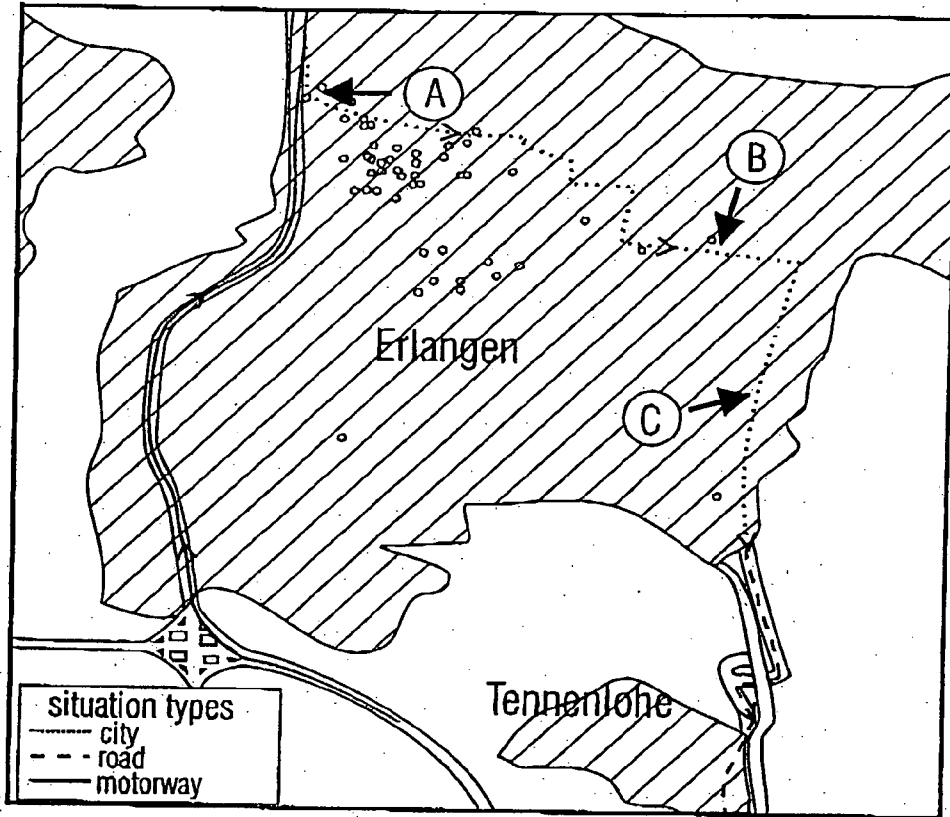 A
B
Erlangen
C
Tennenlohe
situation types
city
road
motorway